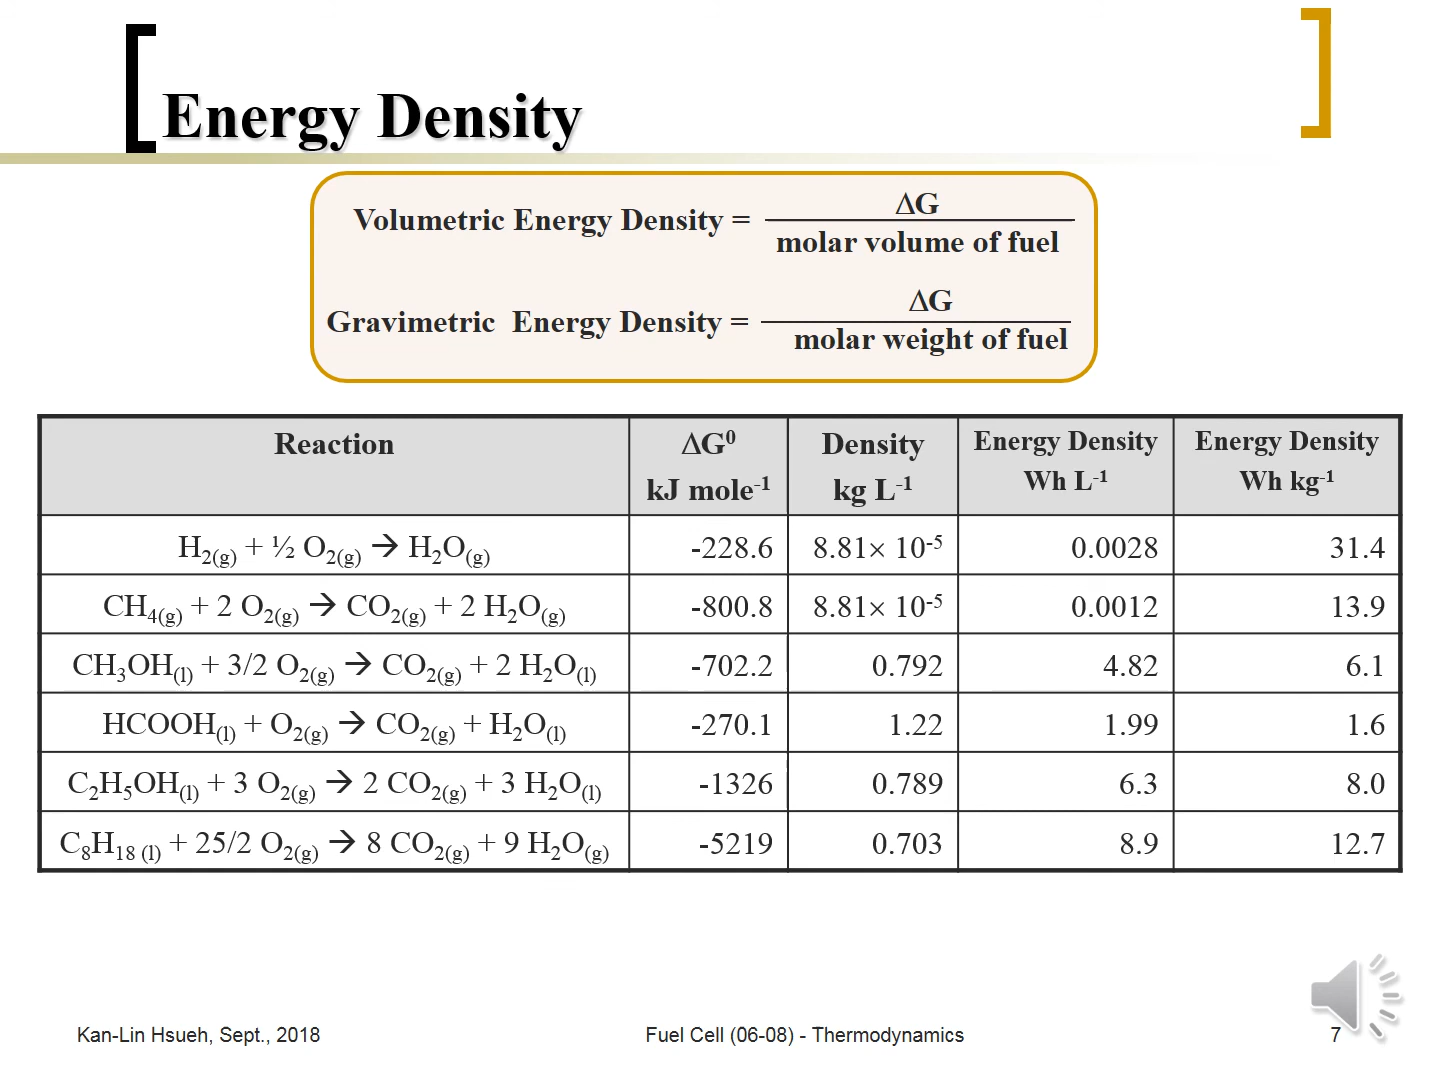 Energy Density
Volumetric Energy Density = ΔG / molar volume of fuel
Gravimetric Energy Density = ΔG / molar weight of fuel
Reaction | ΔG⁰ kJ mole⁻¹ | Density kg L⁻¹ | Energy Density Wh L⁻¹ | Energy Density Wh kg⁻¹
H₂(g) + ½ O₂(g) → H₂O(g) | -228.6 | 8.81× 10⁻⁵ | 0.0028 | 31.4
CH₄(g) + 2 O₂(g) → CO₂(g) + 2 H₂O(g) | -800.8 | 8.81× 10⁻⁵ | 0.0012 | 13.9
CH₃OH(l) + 3/2 O₂(g) → CO₂(g) + 2 H₂O(l) | -702.2 | 0.792 | 4.82 | 6.1
HCOOH(l) + O₂(g) → CO₂(g) + H₂O(l) | -270.1 | 1.22 | 1.99 | 1.6
C₂H₅OH(l) + 3 O₂(g) → 2 CO₂(g) + 3 H₂O(l) | -1326 | 0.789 | 6.3 | 8.0
C₈H₁₈ (l) + 25/2 O₂(g) → 8 CO₂(g) + 9 H₂O(g) | -5219 | 0.703 | 8.9 | 12.7
Kan-Lin Hsueh, Sept., 2018
Fuel Cell (06-08) - Thermodynamics
7